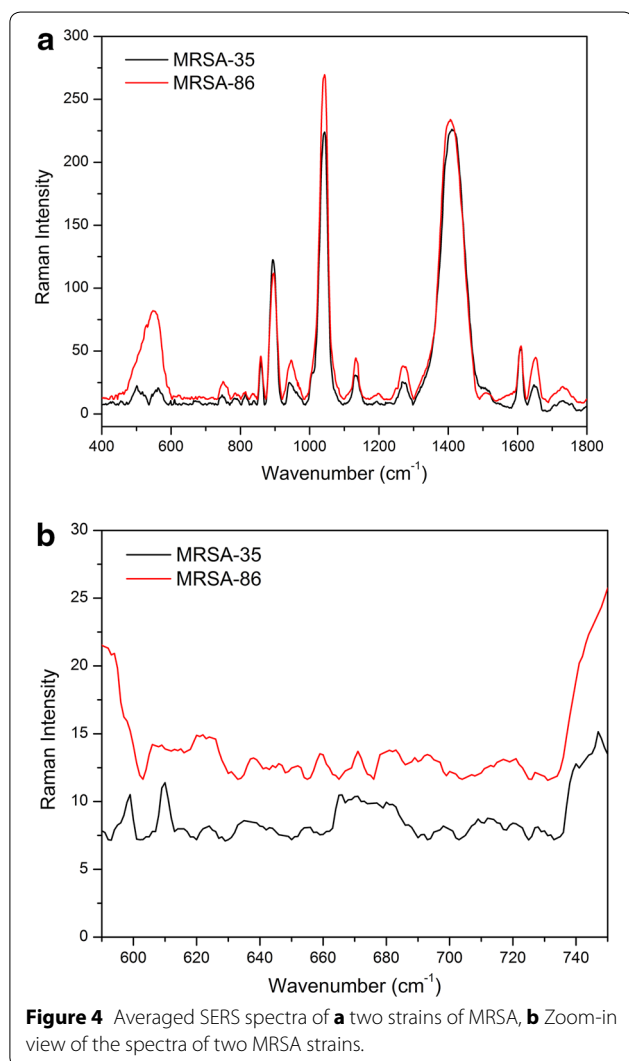 a
300
250
200
150
100
50
0
Raman Intensity
MRSA-35
MRSA-86
400 600 800 1000 1200 1400 1600 1800
Wavenumber (cm⁻¹)
b
30
25
20
15
10
5
0
Raman Intensity
MRSA-35
MRSA-86
600 620 640 660 680 700 720 740
Wavenumber (cm⁻¹)
Figure 4 Averaged SERS spectra of a two strains of MRSA, b Zoom-in
view of the spectra of two MRSA strains.